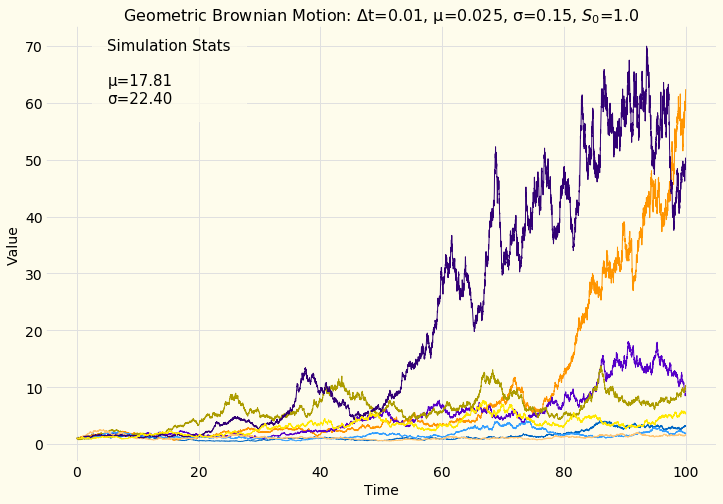 Geometric Brownian Motion: Δt=0.01, μ=0.025, σ=0.15, S₀=1.0
Simulation Stats
μ=17.81
σ=22.40
70
60
50
40
30
20
10
0
Value
0 20 40 60 80 100
Time